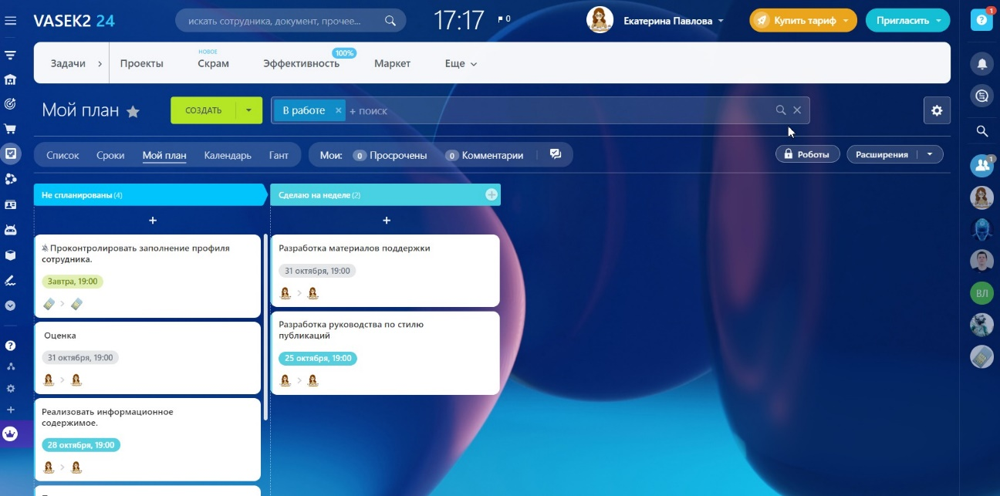 VASEK2 24
искать сотрудника, документ, прочее...
17:17
0
Екатерина Павлова
Купить тариф
Пригласить
1
Задачи
Проекты
НОВОЕ
Скрам
Эффективность
100%
Маркет
Еще
Мой план
СОЗДАТЬ
В работе
+ поиск
Список
Сроки
Мой план
Календарь
Гант
Мои:
0 Просрочены
0 Комментарии
Роботы
Расширения
1
Не спланированы (4)
Сделаю на неделе (2)
Проконтролировать заполнение профиля
сотрудника.
Завтра, 19:00
Оценка
31 октября, 19:00
Реализовать информационное
содержимое.
28 октября, 19:00
Разработка материалов поддержки
31 октября, 19:00
Разработка руководства по стилю
публикаций
25 октября, 19:00
ВЛ